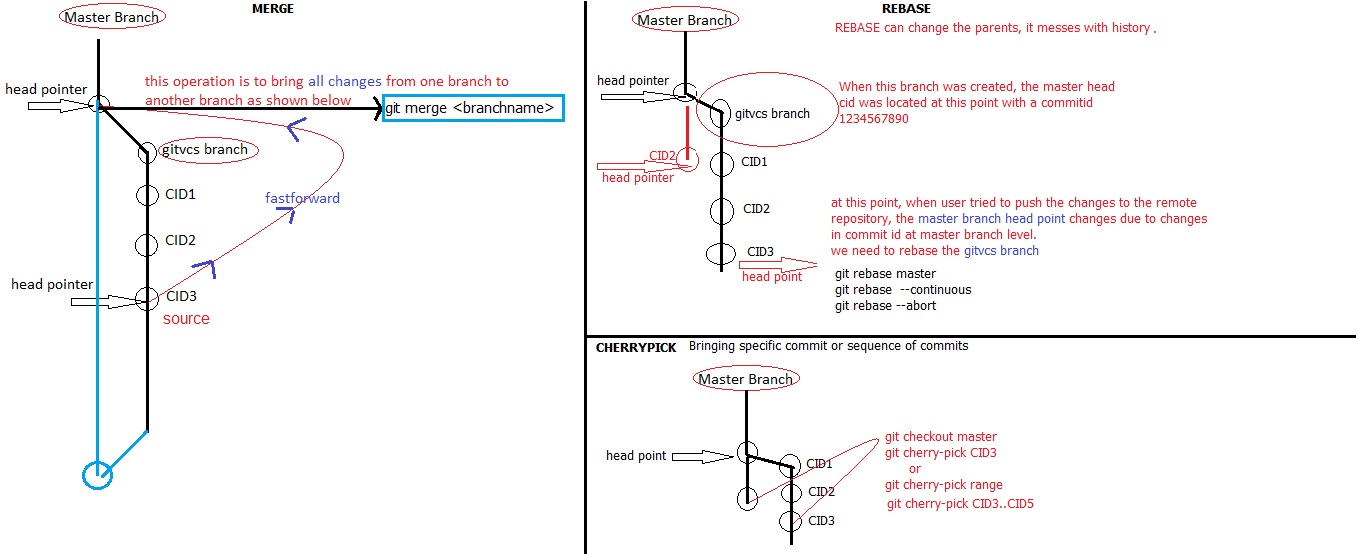 MERGE
Master Branch
this operation is to bring all changes from one branch to
another branch as shown below
head pointer
git merge <branchname>
gitvcs branch
CID1
fastforward
CID2
head pointer
CID3
source
REBASE
Master Branch
REBASE can change the parents, it messes with history .
head pointer
When this branch was created, the master head
cid was located at this point with a commitid
1234567890
gitvcs branch
CID2
CID1
head pointer
CID2
at this point, when user tried to push the changes to the remote
repository, the master branch head point changes due to changes
in commit id at master branch level.
we need to rebase the gitvcs branch
CID3
head point
git rebase master
git rebase --continuous
git rebase --abort
CHERRYPICK Bringing specific commit or sequence of commits
Master Branch
head point
CID1
CID2
CID3
git checkout master
git cherry-pick CID3
or
git cherry-pick range
git cherry-pick CID3..CID5